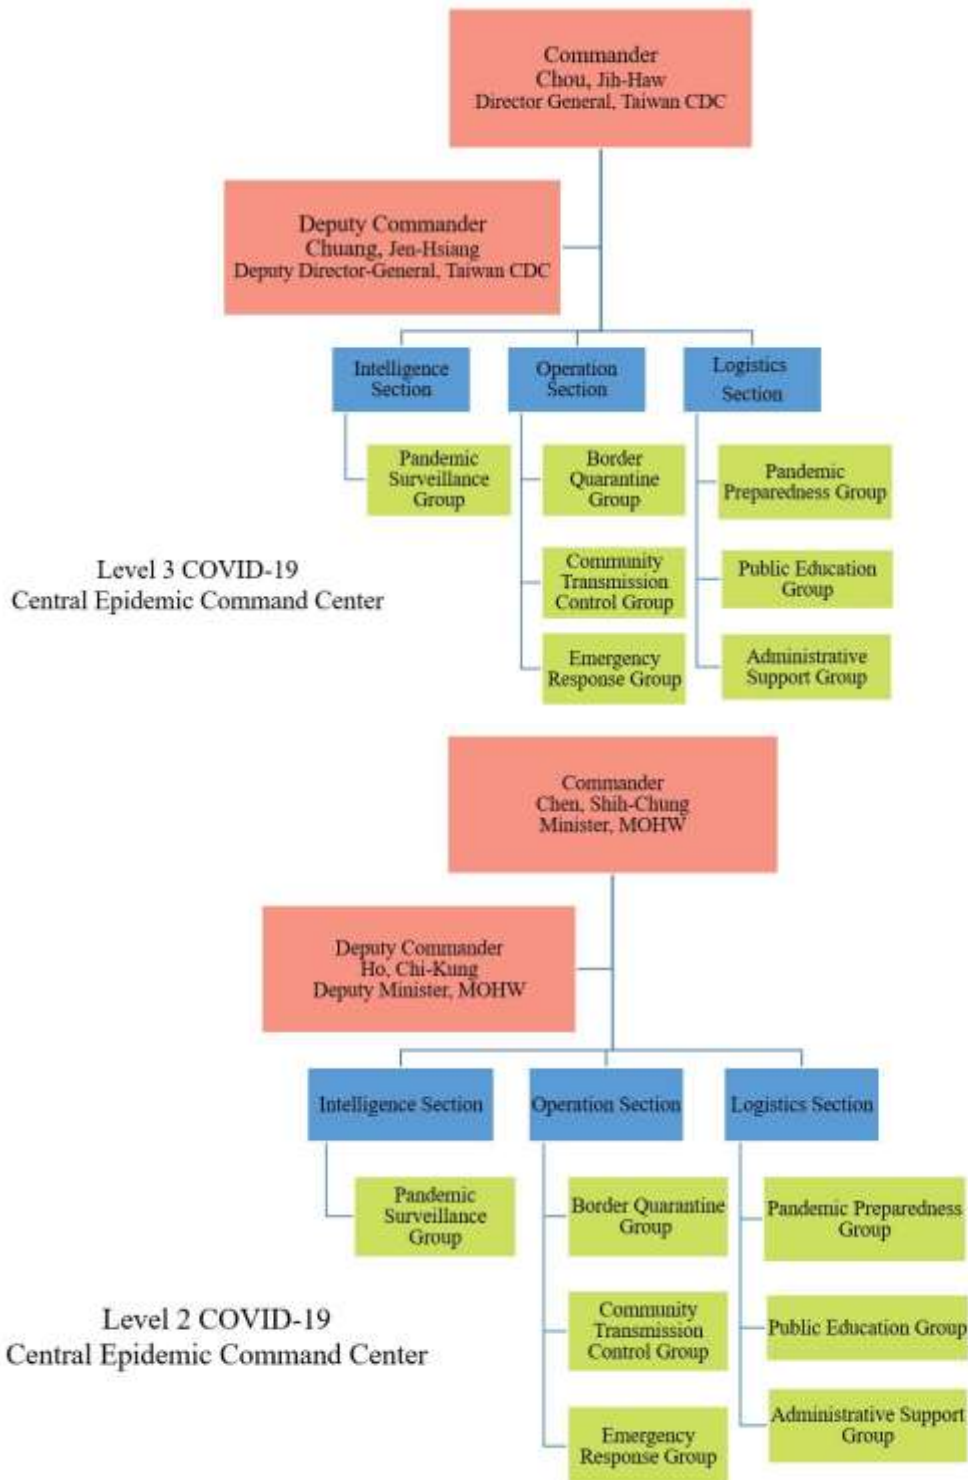 Commander
Chou, Jih-Haw
Director General, Taiwan CDC
Deputy Commander
Chuang, Jen-Hsiang
Deputy Director-General, Taiwan CDC
Intelligence
Section
Operation
Section
Logistics
Section
Pandemic
Surveillance
Group
Border
Quarantine
Group
Pandemic
Preparedness Group
Community
Transmission
Control Group
Public Education
Group
Emergency
Response Group
Administrative
Support Group
Level 3 COVID-19
Central Epidemic Command Center
Commander
Chen, Shih-Chung
Minister, MOHW
Deputy Commander
Ho, Chi-Kung
Deputy Minister, MOHW
Intelligence Section
Operation Section
Logistics Section
Pandemic
Surveillance
Group
Border Quarantine
Group
Pandemic Preparedness
Group
Community
Transmission
Control Group
Public Education Group
Emergency
Response Group
Administrative Support
Group
Level 2 COVID-19
Central Epidemic Command Center